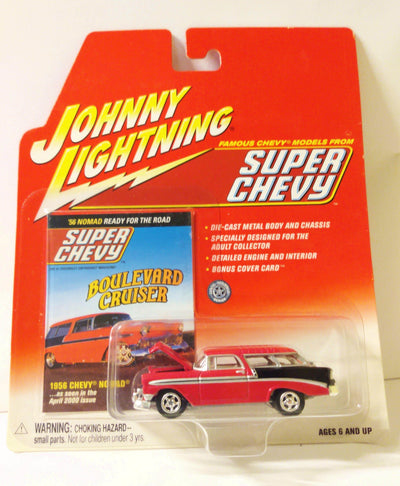 JOHNNY
LIGHTNING®
FAMOUS CHEVY® MODELS FROM
SUPER
CHEVY™
• DIE-CAST METAL BODY AND CHASSIS
• SPECIALLY DESIGNED FOR THE
ADULT COLLECTOR
• DETAILED ENGINE AND INTERIOR
• BONUS COVER CARD™
'56 NOMAD READY FOR THE ROAD
SUPER
CHEVY
BOULEVARD
CRUISER
1956 CHEVY® NOMAD
...as seen in the
April 2000 issue
WARNING: CHOKING HAZARD--
small parts. Not for children under 3 yrs.
AGES 6 AND UP